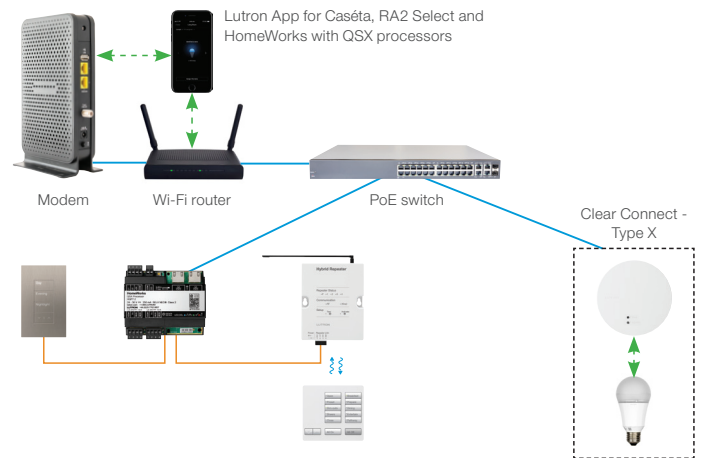 Lutron App for Caséta, RA2 Select and
HomeWorks with QSX processors
Modem
Wi-Fi router
PoE switch
Clear Connect -
Type X
HomeWorks
Hybrid Repeater